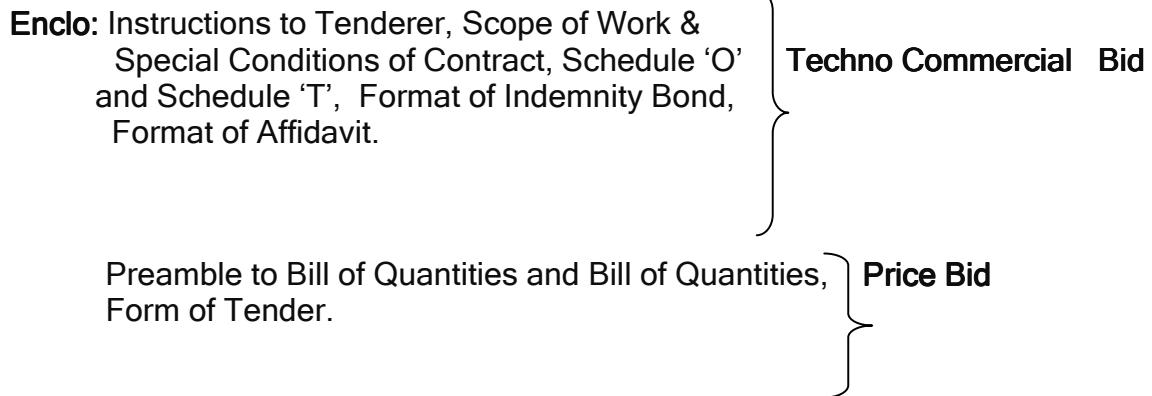 Enclo: Instructions to Tenderer, Scope of Work &
Special Conditions of Contract, Schedule ‘O’ Techno Commercial Bid
and Schedule ‘T’, Format of Indemnity Bond,
Format of Affidavit.
Preamble to Bill of Quantities and Bill of Quantities, Price Bid
Form of Tender.